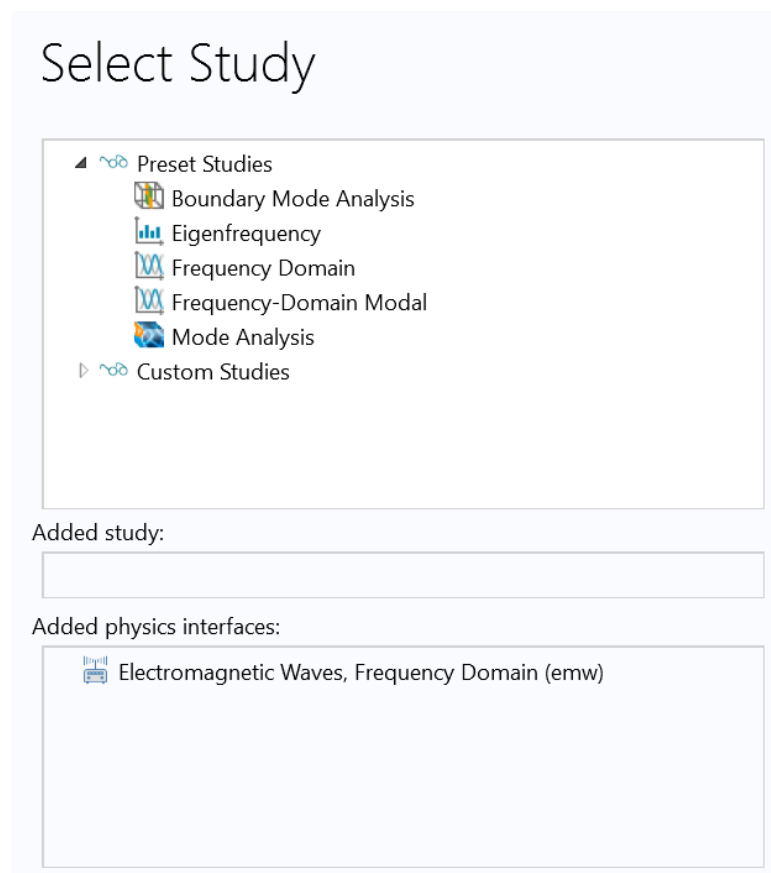 Select Study
Preset Studies
Boundary Mode Analysis
Eigenfrequency
Frequency Domain
Frequency-Domain Modal
Mode Analysis
Custom Studies
Added study:
Added physics interfaces:
Electromagnetic Waves, Frequency Domain (emw)